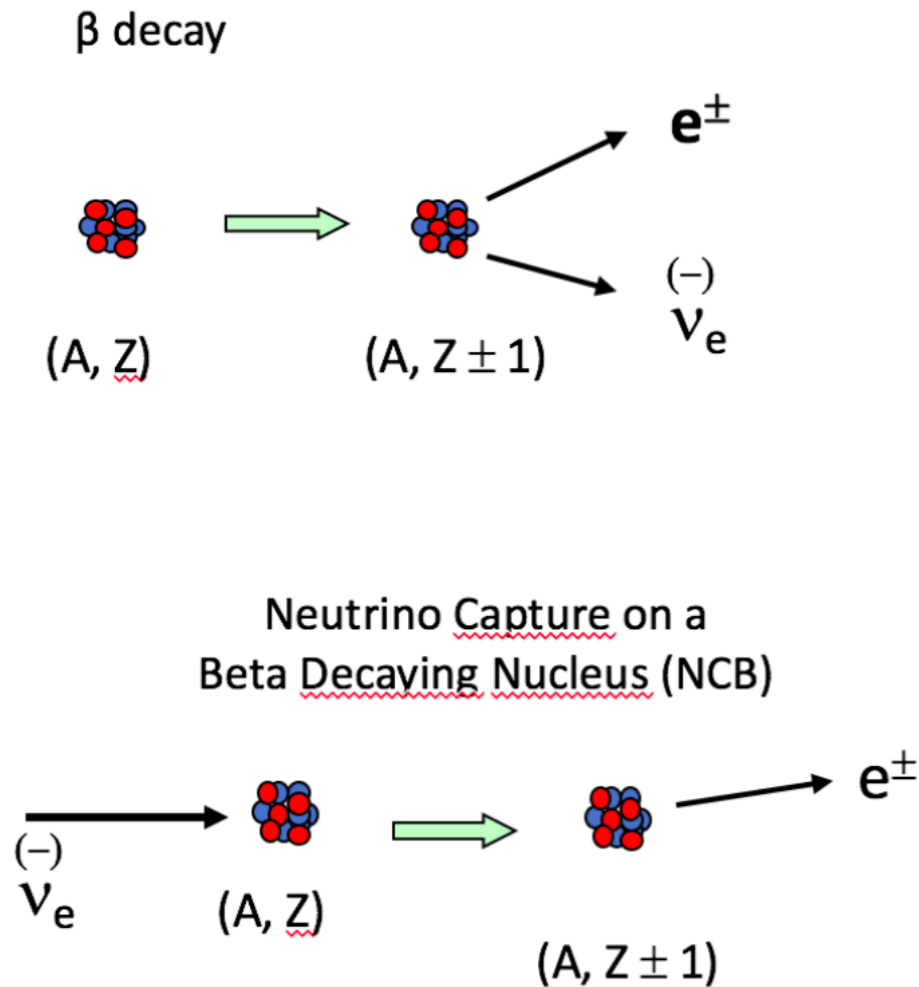 β decay
e±
(A, Z)
(A, Z ± 1)
(–)
νe
Neutrino Capture on a
Beta Decaying Nucleus (NCB)
e±
(–)
νe
(A, Z)
(A, Z ± 1)